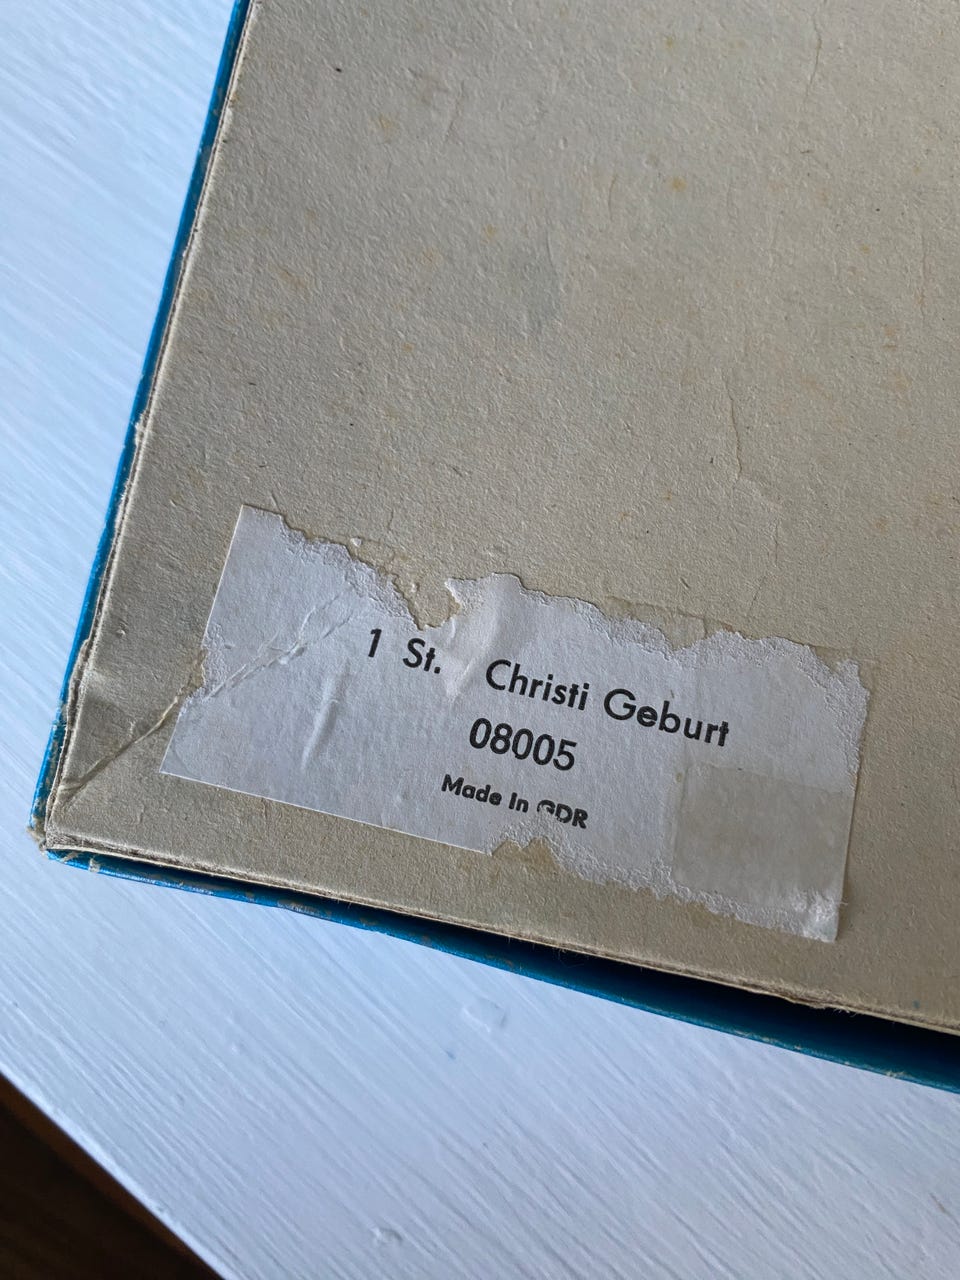 1 St. Christi Geburt
08005
Made in GDR